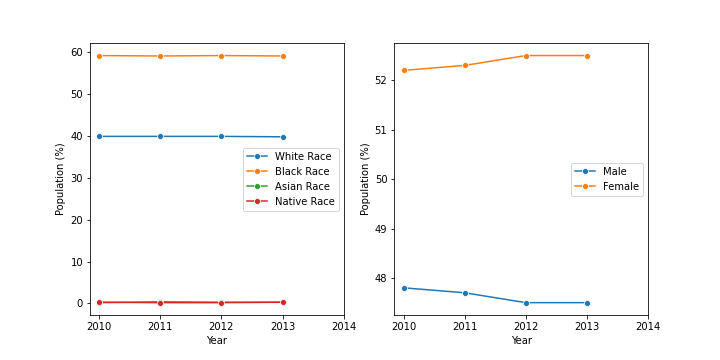 60
50
40
30
20
10
0
Population (%)
2010 2011 2012 2013 2014
Year
White Race
Black Race
Asian Race
Native Race
52
51
50
49
48
Population (%)
2010 2011 2012 2013 2014
Year
Male
Female